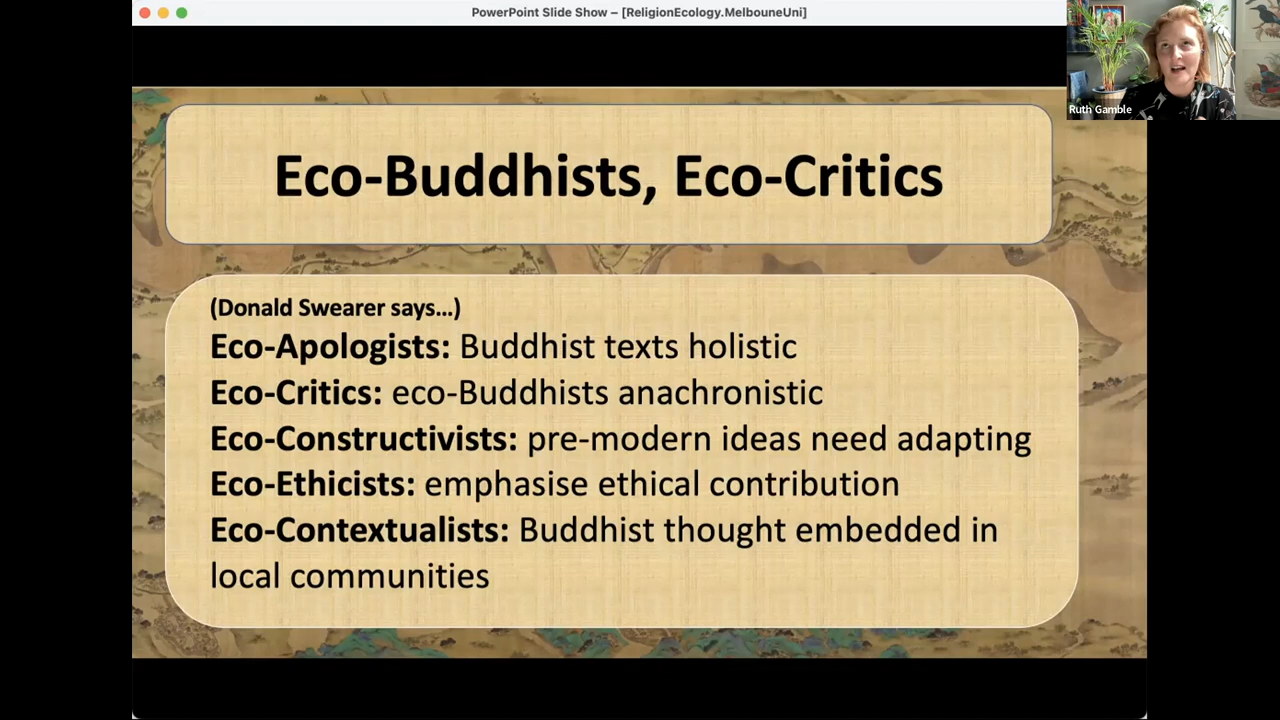 PowerPoint Slide Show – [ReligionEcology.MelbouneUni]
Ruth Gamble
Eco-Buddhists, Eco-Critics
(Donald Swearer says...)
Eco-Apologists: Buddhist texts holistic
Eco-Critics: eco-Buddhists anachronistic
Eco-Constructivists: pre-modern ideas need adapting
Eco-Ethicists: emphasise ethical contribution
Eco-Contextualists: Buddhist thought embedded in
local communities